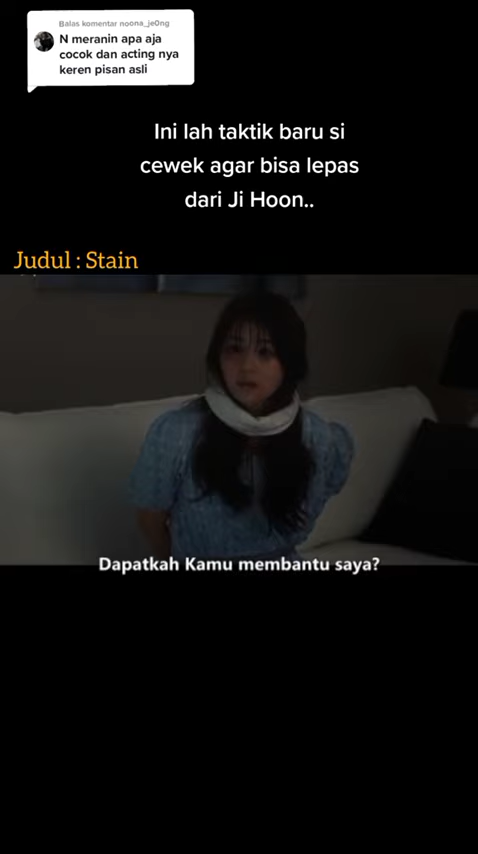 Balas komentar noona_je0ng
N meranin apa aja
cocok dan acting nya
keren pisan asli
Ini lah taktik baru si
cewek agar bisa lepas
dari Ji Hoon..
Judul : Stain
Dapatkah Kamu membantu saya?